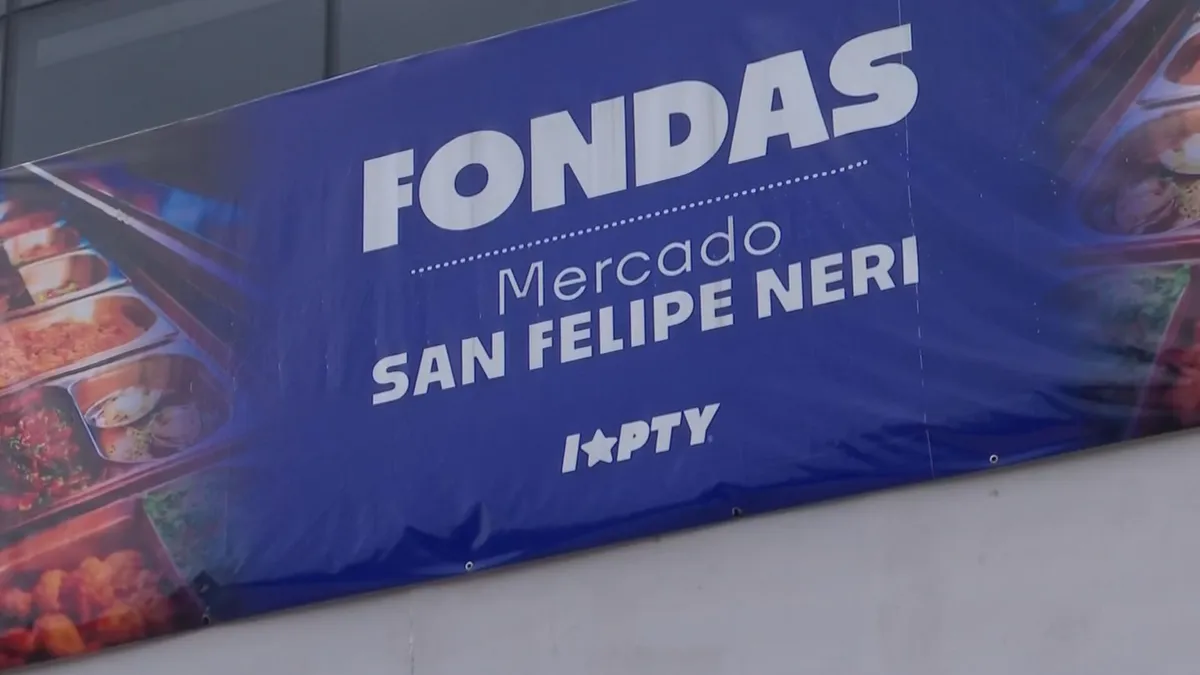 FONDAS
Mercado
SAN FELIPE NERI
I★PTY